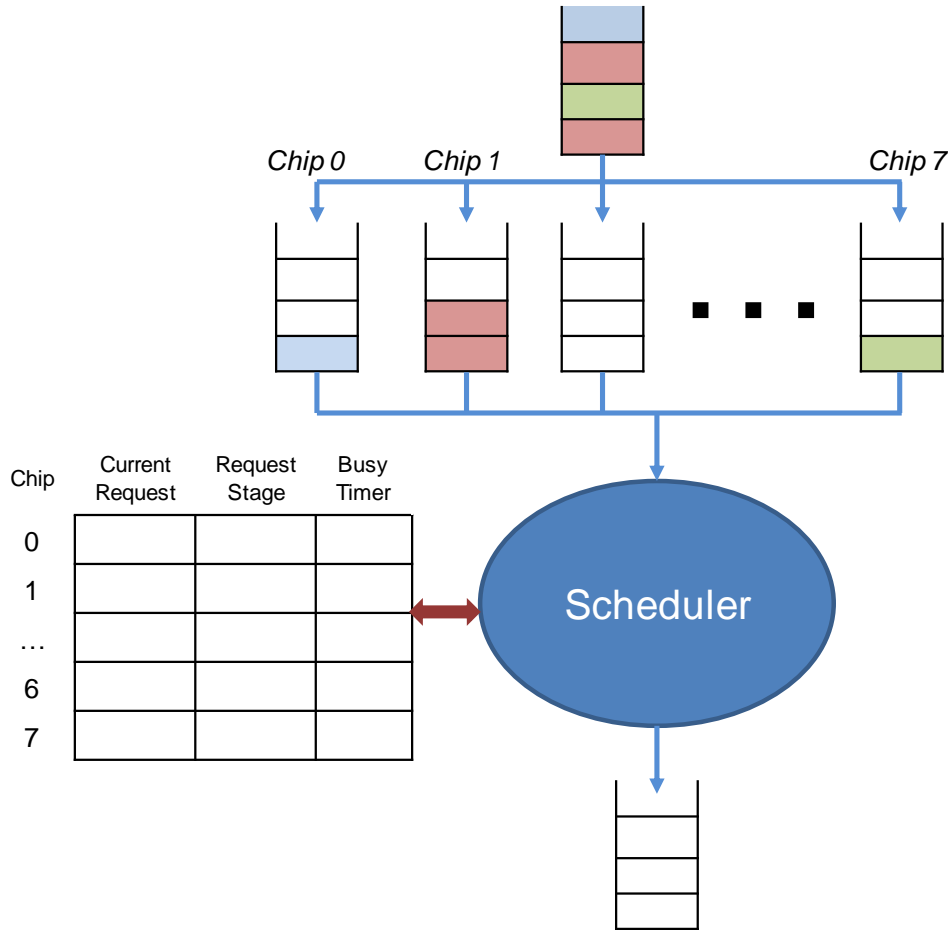 Chip 0
Chip 1
Chip 7
Chip
Current
Request
Request
Stage
Busy
Timer
0
1
...
6
7
Scheduler